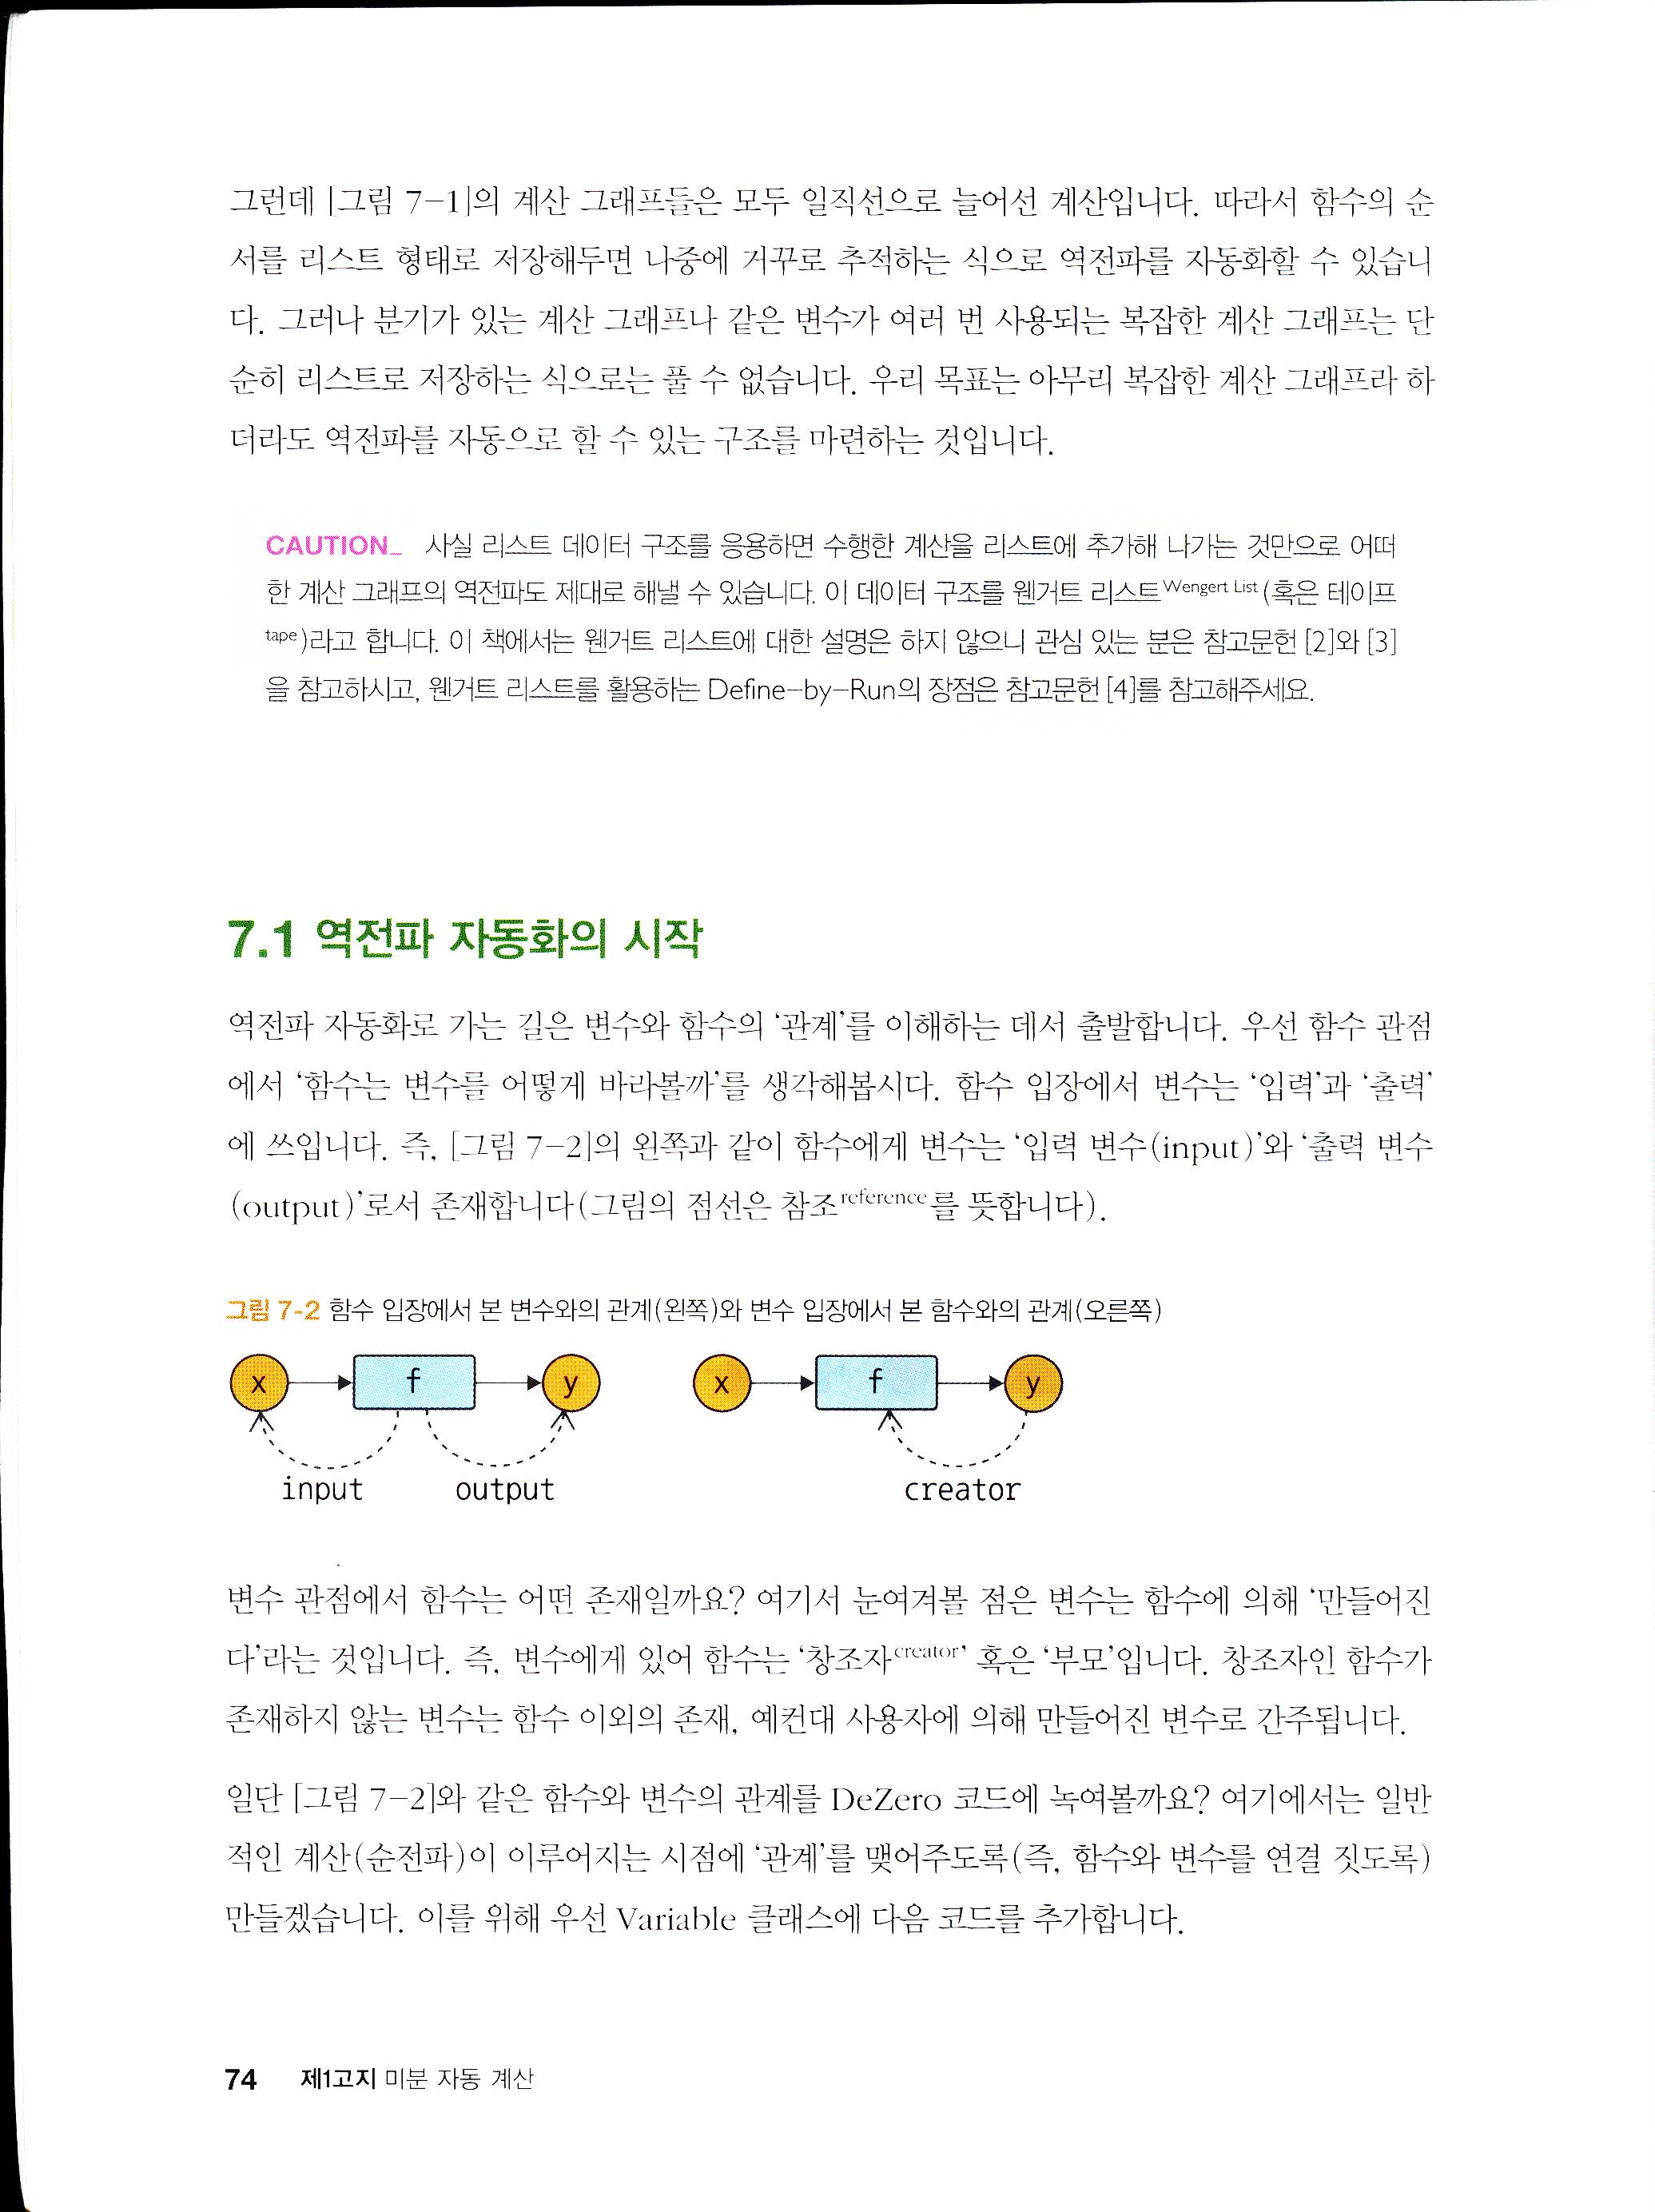 그런데 [그림 7-1]의 계산 그래프들은 모두 일직선으로 늘어선 계산입니다. 따라서 함수의 순
서를 리스트 형태로 저장해두면 나중에 거꾸로 추적하는 식으로 역전파를 자동화할 수 있습니
다. 그러나 분기가 있는 계산 그래프나 같은 변수가 여러 번 사용되는 복잡한 계산 그래프는 단
순히 리스트로 저장하는 식으로는 풀 수 없습니다. 우리 목표는 아무리 복잡한 계산 그래프라 하
더라도 역전파를 자동으로 할 수 있는 구조를 마련하는 것입니다.
CAUTION_ 사실 리스트 데이터 구조를 응용하면 수행한 계산을 리스트에 추가해 나가는 것만으로 어떠
한 계산 그래프의 역전파도 제대로 해낼 수 있습니다. 이 데이터 구조를 웬거트 리스트Wengert List(혹은 테이프
tape)라고 합니다. 이 책에서는 웬거트 리스트에 대한 설명은 하지 않으니 관심 있는 분은 참고문헌 [2]와 [3]
을 참고하시고, 웬거트 리스트를 활용하는 Define-by-Run의 장점은 참고문헌 [4]를 참고해주세요.
7.1 역전파 자동화의 시작
역전파 자동화로 가는 길은 변수와 함수의 ‘관계’를 이해하는 데서 출발합니다. 우선 함수 관점
에서 ‘함수는 변수를 어떻게 바라볼까’를 생각해봅시다. 함수 입장에서 변수는 ‘입력’과 ‘출력’
에 쓰입니다. 즉, [그림 7-2]의 왼쪽과 같이 함수에게 변수는 ‘입력 변수(input)’와 ‘출력 변수
(output)’로서 존재합니다(그림의 점선은 참조reference를 뜻합니다).
그림 7-2 함수 입장에서 본 변수와의 관계(왼쪽)와 변수 입장에서 본 함수와의 관계(오른쪽)
x f y x f y
input output creator
변수 관점에서 함수는 어떤 존재일까요? 여기서 눈여겨볼 점은 변수는 함수에 의해 ‘만들어진
다’라는 것입니다. 즉, 변수에게 있어 함수는 ‘창조자creator’ 혹은 ‘부모’입니다. 창조자인 함수가
존재하지 않는 변수는 함수 이외의 존재, 예컨대 사용자에 의해 만들어진 변수로 간주됩니다.
일단 [그림 7-2]와 같은 함수와 변수의 관계를 DeZero 코드에 녹여볼까요? 여기에서는 일반
적인 계산(순전파)이 이루어지는 시점에 ‘관계’를 맺어주도록(즉, 함수와 변수를 연결 짓도록)
만들겠습니다. 이를 위해 우선 Variable 클래스에 다음 코드를 추가합니다.
74 제1고지 미분 자동 계산